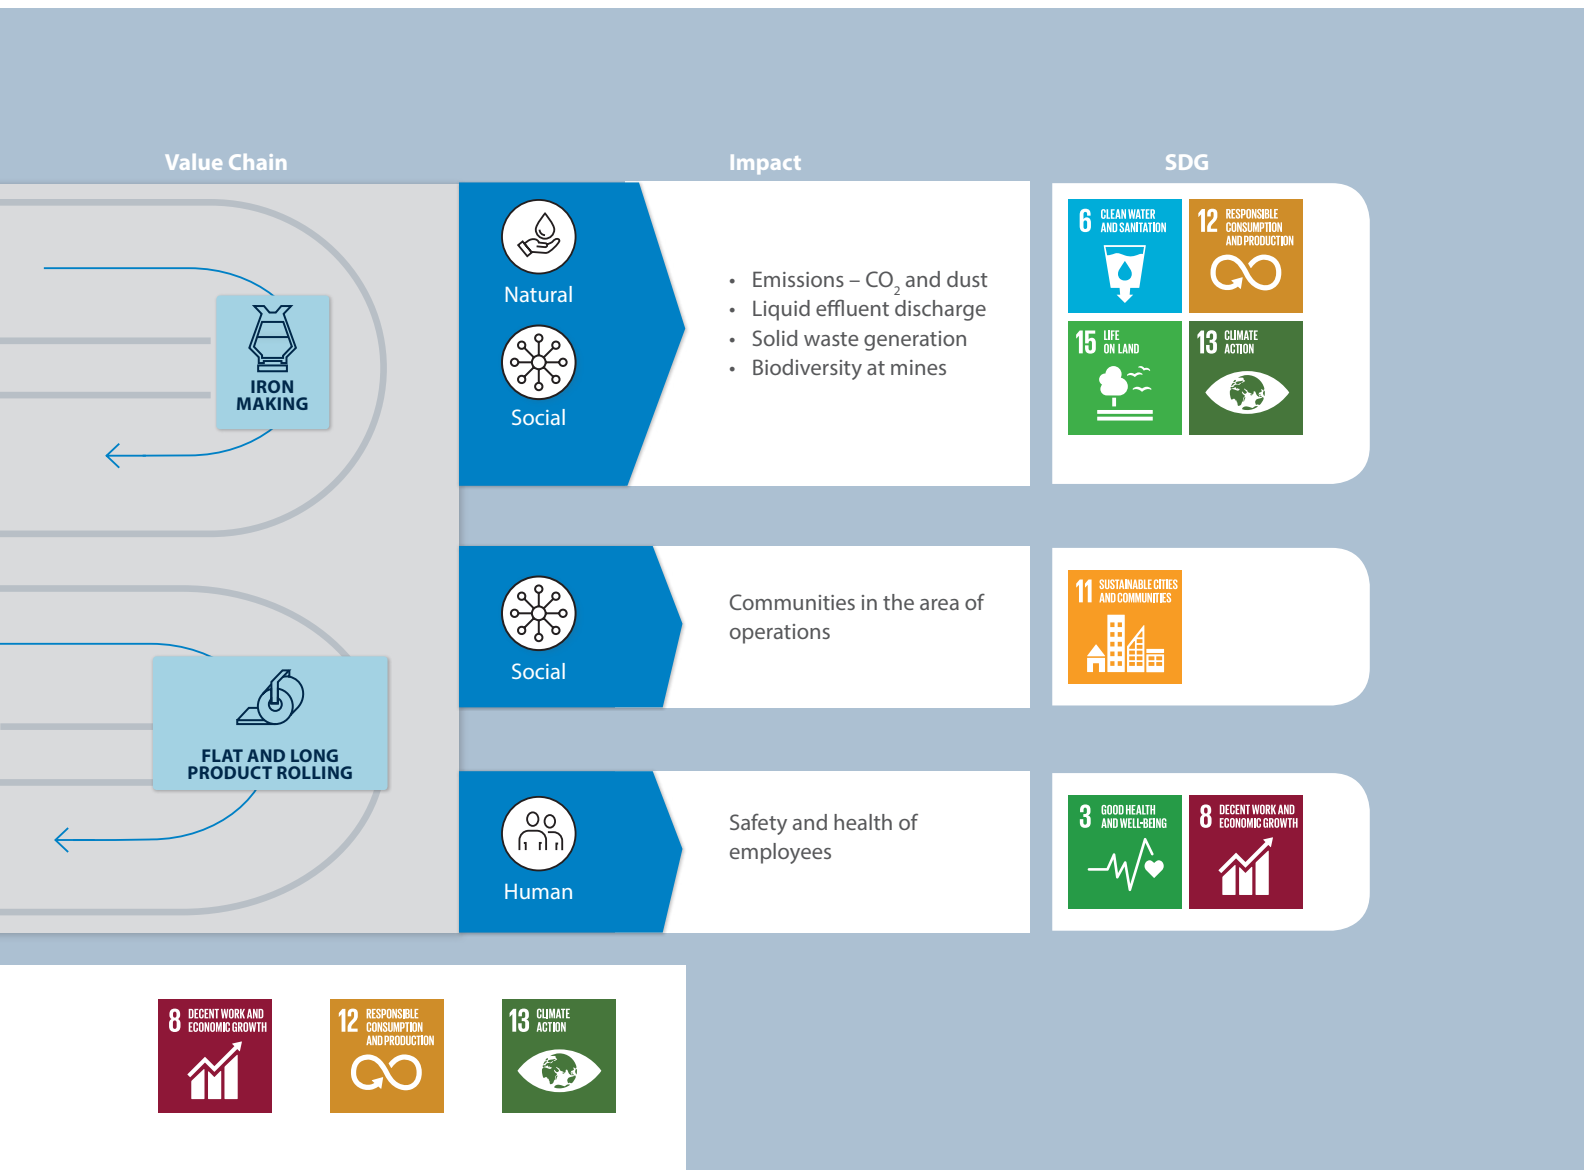 Value Chain
Impact
SDG
IRON
MAKING
Natural
Social
• Emissions – CO₂ and dust
• Liquid effluent discharge
• Solid waste generation
• Biodiversity at mines
6 CLEAN WATER
AND SANITATION
12 RESPONSIBLE
CONSUMPTION
AND PRODUCTION
15 LIFE
ON LAND
13 CLIMATE
ACTION
FLAT AND LONG
PRODUCT ROLLING
Social
Communities in the area of
operations
11 SUSTAINABLE CITIES
AND COMMUNITIES
Human
Safety and health of
employees
3 GOOD HEALTH
AND WELL-BEING
8 DECENT WORK AND
ECONOMIC GROWTH
8 DECENT WORK AND
ECONOMIC GROWTH
12 RESPONSIBLE
CONSUMPTION
AND PRODUCTION
13 CLIMATE
ACTION